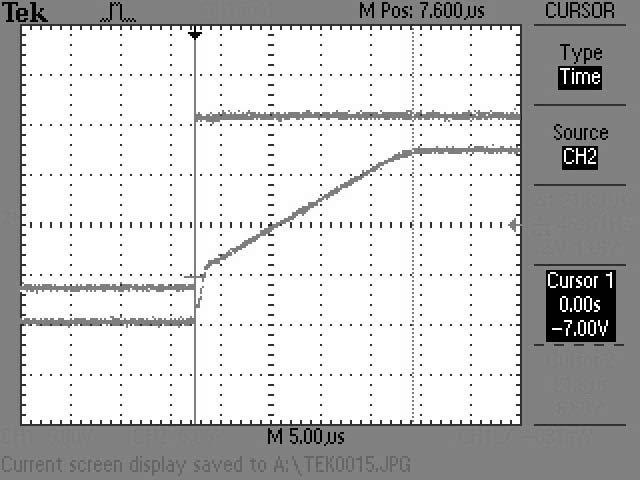 Tek
M Pos: 7.600µs
CURSOR
Type
Time
Source
CH2
Cursor 1
0.00s
-7.00V
M 5.00µs
Current screen display saved to A:\TEK0015.JPG